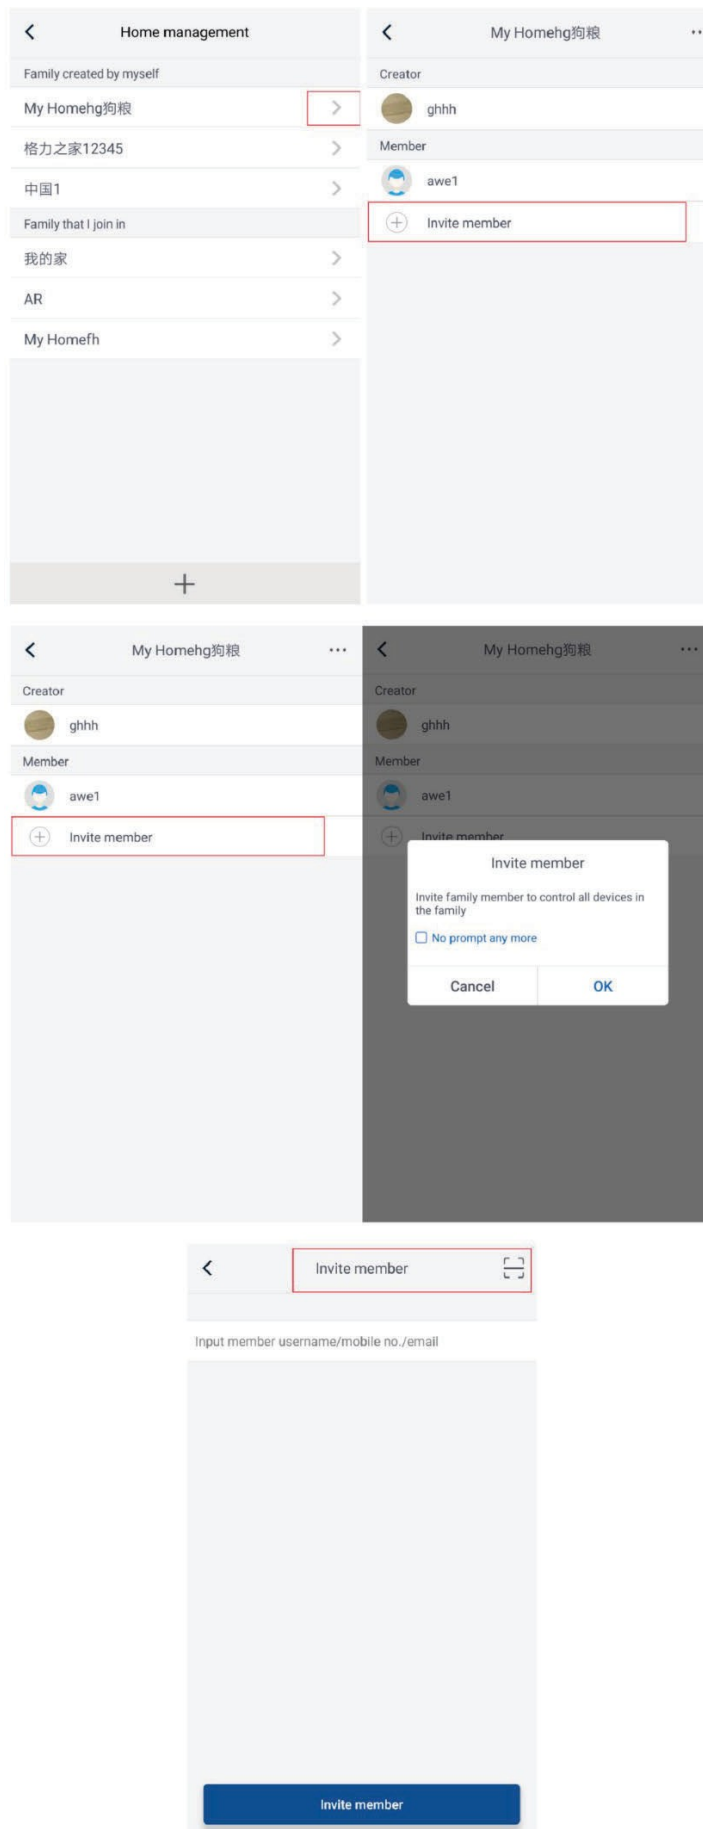 Home management
Family created by myself
My Homehg狗粮
格力之家12345
中国1
Family that I join in
我的家
AR
My Homefh
My Homehg狗粮
Creator
ghhh
Member
awe1
Invite member
My Homehg狗粮
Creator
ghhh
Member
awe1
Invite member
My Homehg狗粮
Creator
ghhh
Member
awe1
Invite member
Invite member
Invite family member to control all devices in
the family
No prompt any more
Cancel OK
Invite member
Input member username/mobile no./email
Invite member